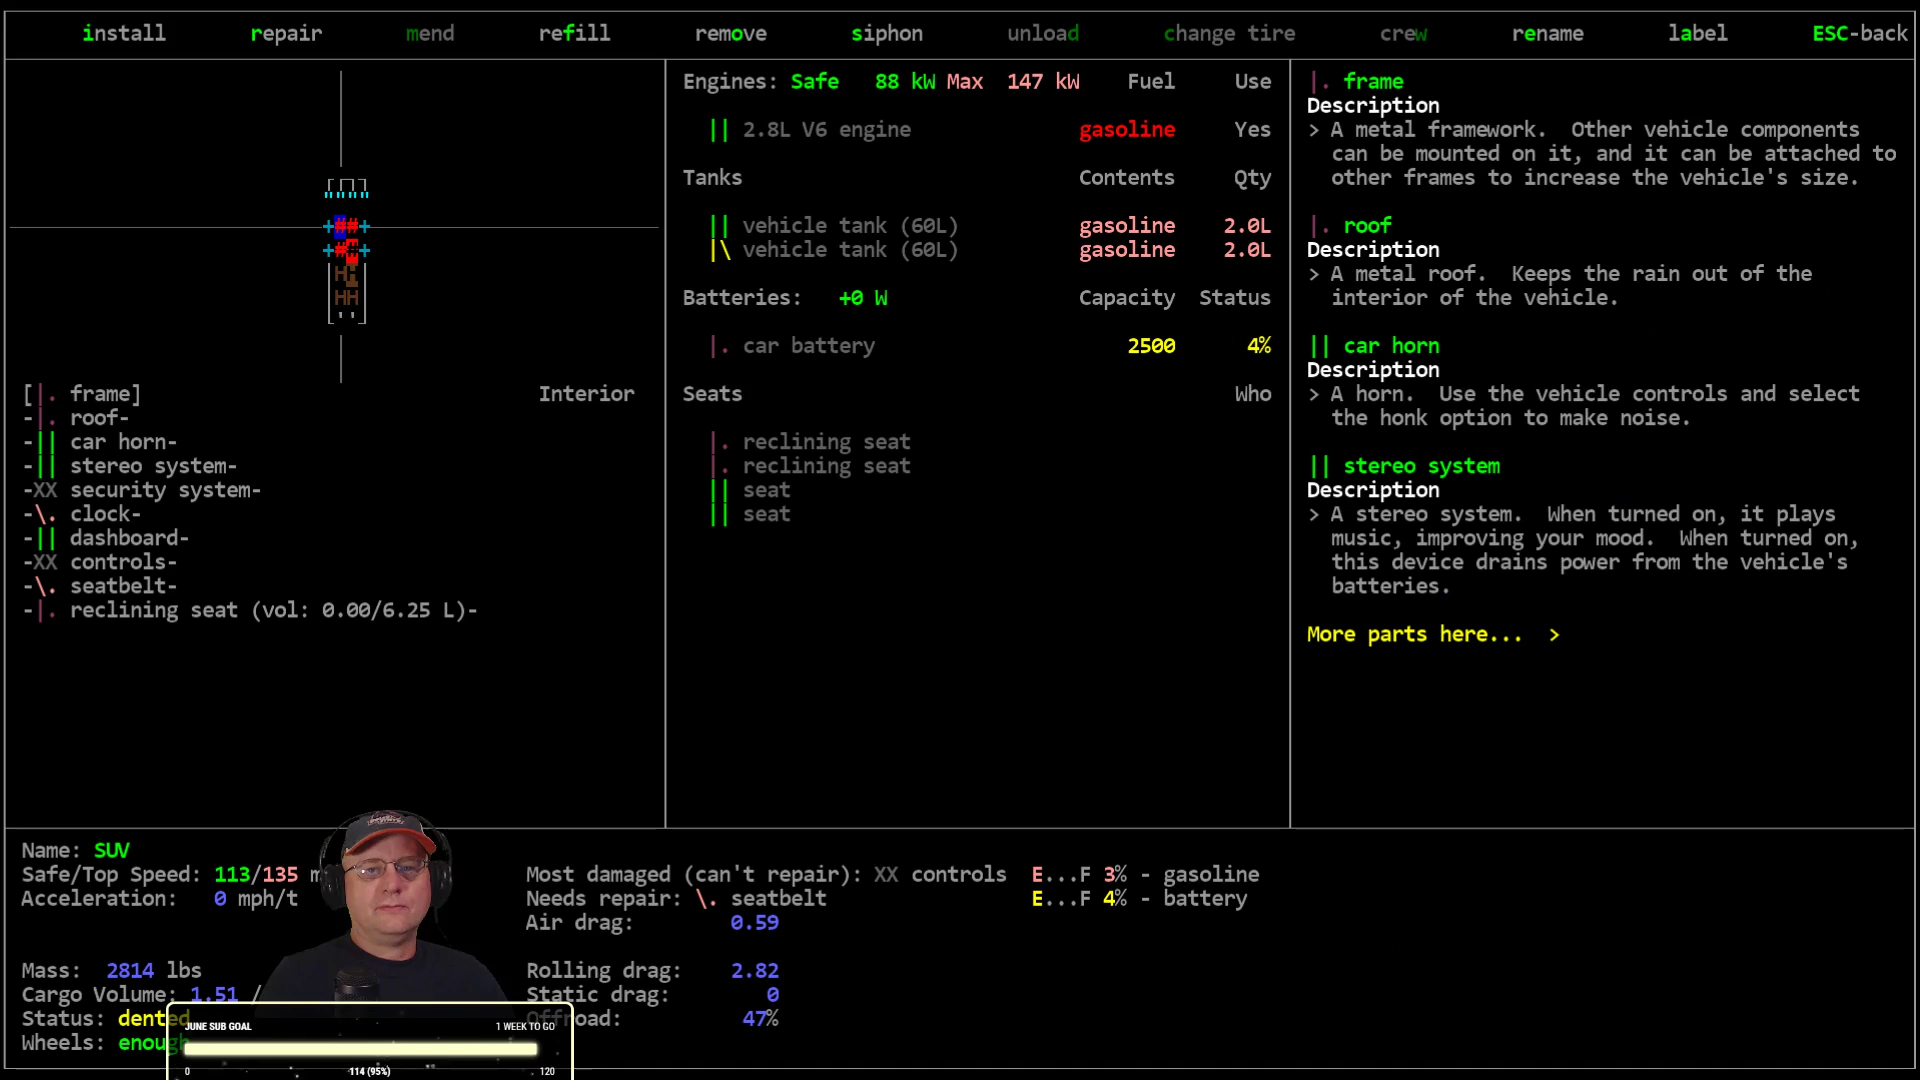 install repair mend refill remove siphon unload change tire crew rename label ESC-back
[|. frame] Interior
-|. roof-
-|| car horn-
-|| stereo system-
-XX security system-
-\. clock-
-|| dashboard-
-XX controls-
-\. seatbelt-
-|. reclining seat (vol: 0.00/6.25 L)-
Engines: Safe 88 kW Max 147 kW Fuel Use
|| 2.8L V6 engine gasoline Yes
Tanks Contents Qty
|| vehicle tank (60L) gasoline 2.0L
|\ vehicle tank (60L) gasoline 2.0L
Batteries: +0 W Capacity Status
|. car battery 2500 4%
Seats Who
|. reclining seat
|. reclining seat
|| seat
|| seat
|. frame
Description
> A metal framework. Other vehicle components
can be mounted on it, and it can be attached to
other frames to increase the vehicle's size.
|. roof
Description
> A metal roof. Keeps the rain out of the
interior of the vehicle.
|| car horn
Description
> A horn. Use the vehicle controls and select
the honk option to make noise.
|| stereo system
Description
> A stereo system. When turned on, it plays
music, improving your mood. When turned on,
this device drains power from the vehicle's
batteries.
More parts here... >
Name: SUV
Safe/Top Speed: 113/135 m
Acceleration: 0 mph/t
Mass: 2814 lbs
Cargo Volume: 1.51 /
Status: dented
Wheels: enough
Most damaged (can't repair): XX controls
Needs repair: \. seatbelt
Air drag: 0.59
Rolling drag: 2.82
Static drag: 0
Offroad: 47%
E...F 3% - gasoline
E...F 4% - battery
JUNE SUB GOAL 1 WEEK TO GO
0 114 (95%) 120